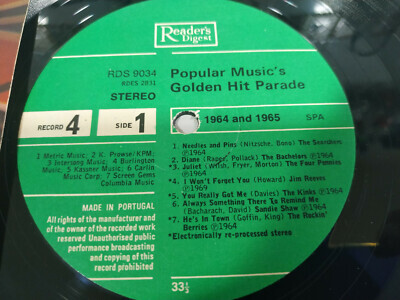 Reader's
Digest
RDS 9034
RDES 2831
STEREO
Popular Music's
Golden Hit Parade
RECORD 4
SIDE 1
1964 and 1965
SPA
1 Metric Music; 2 K. Prowse/KPM;
3 Intersong Music; 4 Burlington
Music; 5 Kassner Music; 6 Carlin
Music Corp; 7 Screen Gems
Columbia Music
1 Needles and Pins (Nitzsche, Bono) The Searchers
℗1964
*2 Diane (Rapee, Pollack) The Bachelors ℗1964
*3 Juliet (Wish, Fryer, Morton) The Four Pennies
℗1964
*4 I Won't Forget You (Howard) Jim Reeves
℗1969
*5 You Really Got Me (Davies) The Kinks ℗1964
6 Always Something There To Remind Me
(Bacharach, David) Sandie Shaw ℗1964
*7 He's In Town (Goffin, King) The Rockin'
Berries ℗1964
*Electronically re-processed stereo
MADE IN PORTUGAL
All rights of the manufacturer and
of the owner of the recorded work
reserved Unauthorised public
performance broadcasting
and copying of this
record prohibited
33⅓